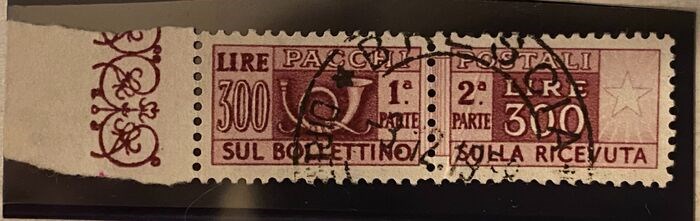 LIRE PACCHI POSTALI
300 1ª PARTE 2ª PARTE LIRE 300
SUL BOLLETTINO SULLA RICEVUTA